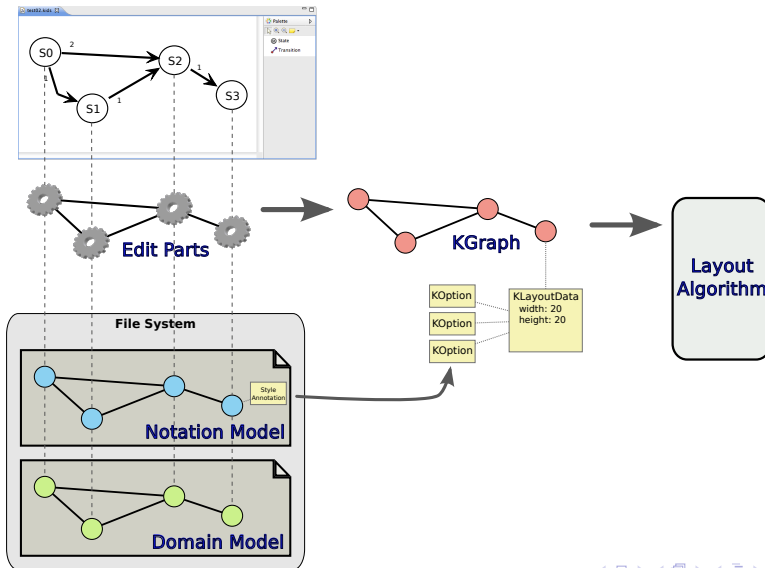 test02.kids
Palette
State
Transition
S0
2
S2
1
1
S1
1
S3
Edit Parts
KGraph
Layout
Algorithm
KOption
KOption
KOption
KLayoutData
width: 20
height: 20
File System
Style
Annotation
Notation Model
Domain Model